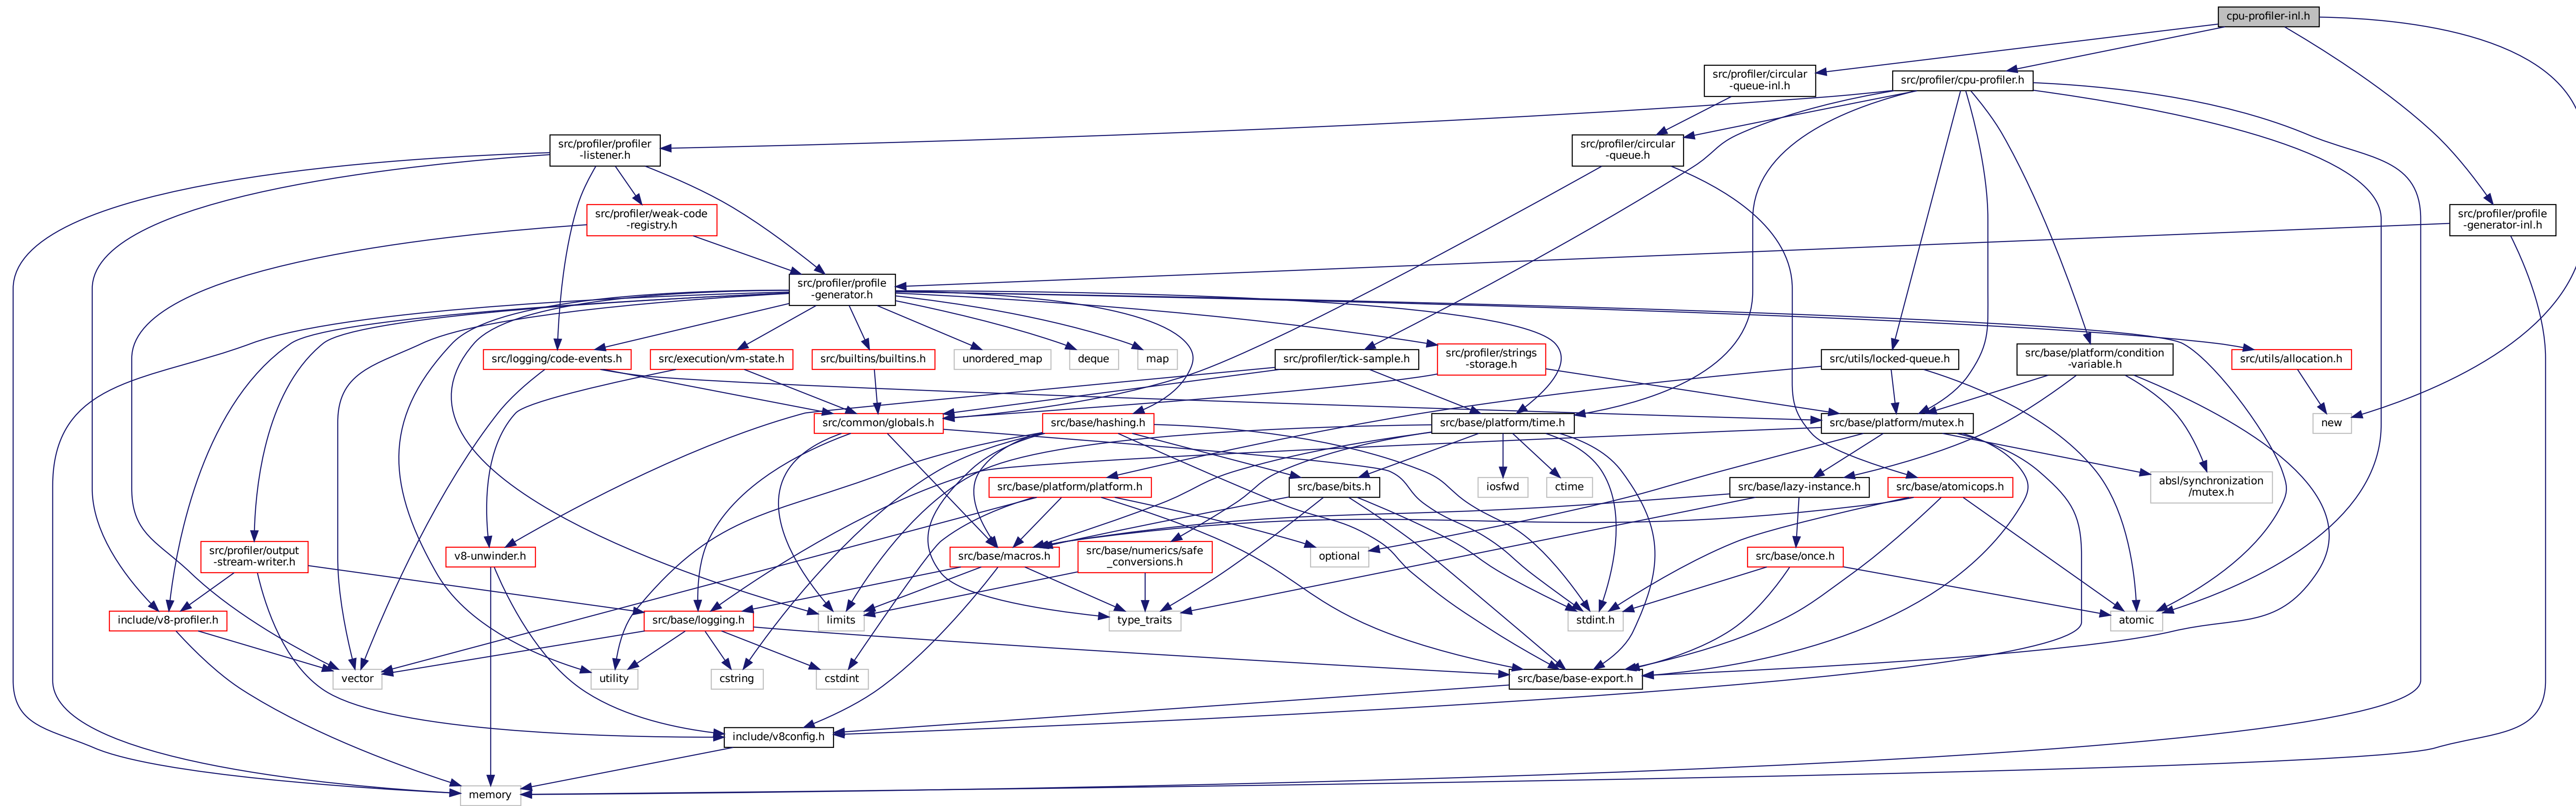 cpu-profiler-inl.h
src/profiler/circular
-queue-inl.h
src/profiler/cpu-profiler.h
src/profiler/profiler
-listener.h
src/profiler/circular
-queue.h
src/profiler/weak-code
-registry.h
src/profiler/profile
-generator-inl.h
src/profiler/profile
-generator.h
src/logging/code-events.h
src/execution/vm-state.h
src/builtins/builtins.h
unordered_map
deque
map
src/profiler/tick-sample.h
src/profiler/strings
-storage.h
src/utils/locked-queue.h
src/base/platform/condition
-variable.h
src/utils/allocation.h
src/common/globals.h
src/base/hashing.h
src/base/platform/time.h
src/base/platform/mutex.h
new
src/base/platform/platform.h
src/base/bits.h
iosfwd
ctime
src/base/lazy-instance.h
src/base/atomicops.h
absl/synchronization
/mutex.h
src/profiler/output
-stream-writer.h
v8-unwinder.h
src/base/macros.h
src/base/numerics/safe
_conversions.h
optional
src/base/once.h
include/v8-profiler.h
src/base/logging.h
limits
type_traits
stdint.h
atomic
vector
utility
cstring
cstdint
src/base/base-export.h
include/v8config.h
memory